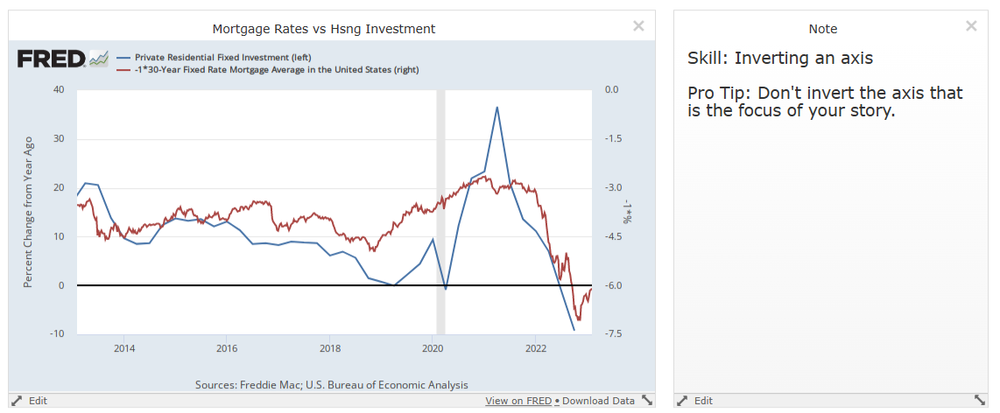 Mortgage Rates vs Hsng Investment
FRED
Private Residential Fixed Investment (left)
-1*30-Year Fixed Rate Mortgage Average in the United States (right)
Percent Change from Year Ago
40
30
20
10
0
-10
0.0
-1.5
-3.0
-4.5
-6.0
-7.5
-1*%
2014 2016 2018 2020 2022
Sources: Freddie Mac; U.S. Bureau of Economic Analysis
Edit View on FRED • Download Data
Note
Skill: Inverting an axis
Pro Tip: Don't invert the axis that
is the focus of your story.
Edit